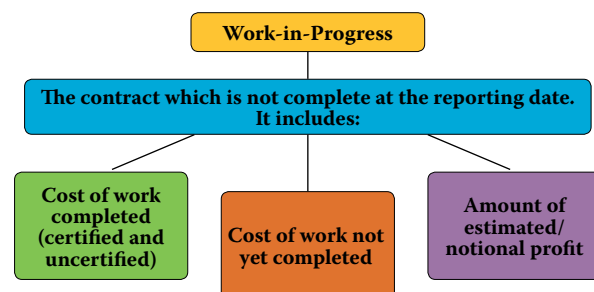 Work-in-Progress
The contract which is not complete at the reporting date.
It includes:
Cost of work
completed
(certified and
uncertified)
Cost of work not
yet completed
Amount of
estimated/
notional profit